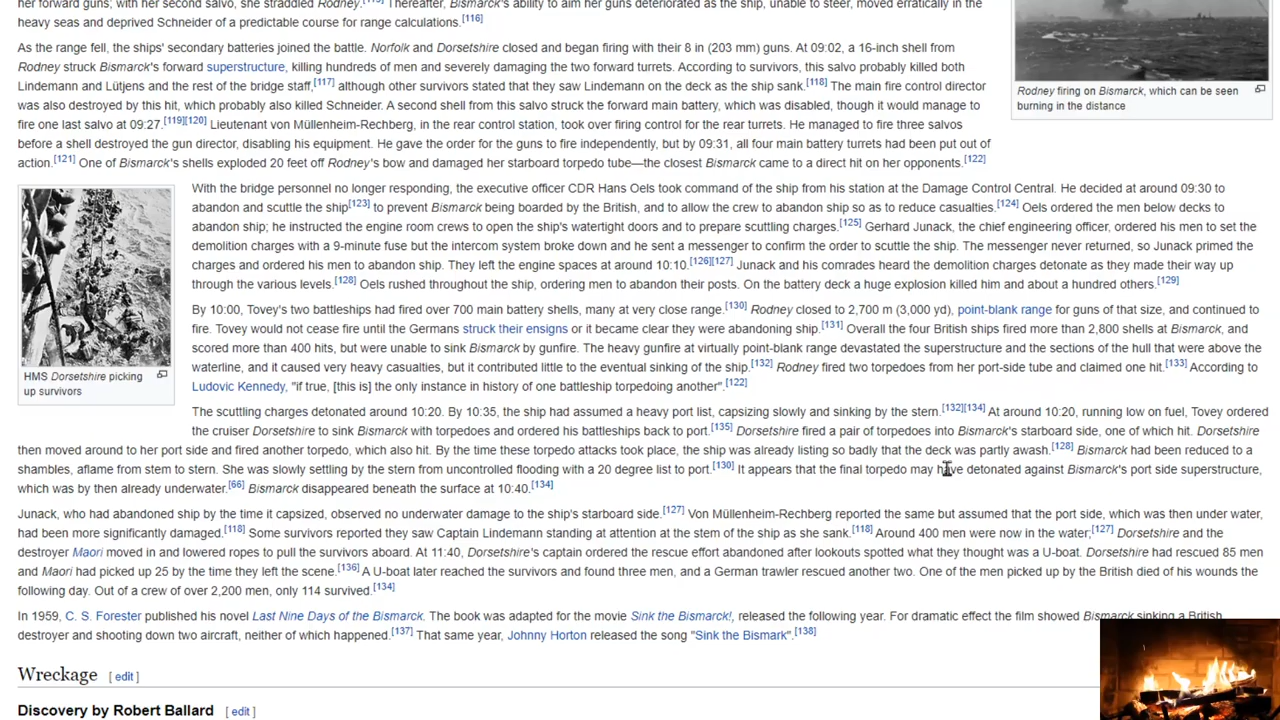 her forward guns; with her second salvo, she straddled Rodney.[115] Thereafter, Bismarck's ability to aim her guns deteriorated as the ship, unable to steer, moved erratically in the
heavy seas and deprived Schneider of a predictable course for range calculations.[116]
As the range fell, the ships' secondary batteries joined the battle. Norfolk and Dorsetshire closed and began firing with their 8 in (203 mm) guns. At 09:02, a 16-inch shell from
Rodney struck Bismarck's forward superstructure, killing hundreds of men and severely damaging the two forward turrets. According to survivors, this salvo probably killed both
Lindemann and Lütjens and the rest of the bridge staff,[117] although other survivors stated that they saw Lindemann on the deck as the ship sank.[118] The main fire control director
was also destroyed by this hit, which probably also killed Schneider. A second shell from this salvo struck the forward main battery, which was disabled, though it would manage to
fire one last salvo at 09:27.[119][120] Lieutenant von Müllenheim-Rechberg, in the rear control station, took over firing control for the rear turrets. He managed to fire three salvos
before a shell destroyed the gun director, disabling his equipment. He gave the order for the guns to fire independently, but by 09:31, all four main battery turrets had been put out of
action.[121] One of Bismarck's shells exploded 20 feet off Rodney's bow and damaged her starboard torpedo tube—the closest Bismarck came to a direct hit on her opponents.[122]
Rodney firing on Bismarck, which can be seen
burning in the distance
With the bridge personnel no longer responding, the executive officer CDR Hans Oels took command of the ship from his station at the Damage Control Central. He decided at around 09:30 to
abandon and scuttle the ship[123] to prevent Bismarck being boarded by the British, and to allow the crew to abandon ship so as to reduce casualties.[124] Oels ordered the men below decks to
abandon ship; he instructed the engine room crews to open the ship's watertight doors and to prepare scuttling charges.[125] Gerhard Junack, the chief engineering officer, ordered his men to set the
demolition charges with a 9-minute fuse but the intercom system broke down and he sent a messenger to confirm the order to scuttle the ship. The messenger never returned, so Junack primed the
charges and ordered his men to abandon ship. They left the engine spaces at around 10:10.[126][127] Junack and his comrades heard the demolition charges detonate as they made their way up
through the various levels.[128] Oels rushed throughout the ship, ordering men to abandon their posts. On the battery deck a huge explosion killed him and about a hundred others.[129]
HMS Dorsetshire picking
up survivors
By 10:00, Tovey's two battleships had fired over 700 main battery shells, many at very close range.[130] Rodney closed to 2,700 m (3,000 yd), point-blank range for guns of that size, and continued to
fire. Tovey would not cease fire until the Germans struck their ensigns or it became clear they were abandoning ship.[131] Overall the four British ships fired more than 2,800 shells at Bismarck, and
scored more than 400 hits, but were unable to sink Bismarck by gunfire. The heavy gunfire at virtually point-blank range devastated the superstructure and the sections of the hull that were above the
waterline, and it caused very heavy casualties, but it contributed little to the eventual sinking of the ship.[132] Rodney fired two torpedoes from her port-side tube and claimed one hit.[133] According to
Ludovic Kennedy, "if true, [this is] the only instance in history of one battleship torpedoing another".[122]
The scuttling charges detonated around 10:20. By 10:35, the ship had assumed a heavy port list, capsizing slowly and sinking by the stern.[132][134] At around 10:20, running low on fuel, Tovey ordered
the cruiser Dorsetshire to sink Bismarck with torpedoes and ordered his battleships back to port.[135] Dorsetshire fired a pair of torpedoes into Bismarck's starboard side, one of which hit. Dorsetshire
then moved around to her port side and fired another torpedo, which also hit. By the time these torpedo attacks took place, the ship was already listing so badly that the deck was partly awash.[128] Bismarck had been reduced to a
shambles, aflame from stem to stern. She was slowly settling by the stern from uncontrolled flooding with a 20 degree list to port.[130] It appears that the final torpedo may have detonated against Bismarck's port side superstructure,
which was by then already underwater.[66] Bismarck disappeared beneath the surface at 10:40.[134]
Junack, who had abandoned ship by the time it capsized, observed no underwater damage to the ship's starboard side.[127] Von Müllenheim-Rechberg reported the same but assumed that the port side, which was then under water,
had been more significantly damaged.[118] Some survivors reported they saw Captain Lindemann standing at attention at the stem of the ship as she sank.[118] Around 400 men were now in the water;[127] Dorsetshire and the
destroyer Maori moved in and lowered ropes to pull the survivors aboard. At 11:40, Dorsetshire's captain ordered the rescue effort abandoned after lookouts spotted what they thought was a U-boat. Dorsetshire had rescued 85 men
and Maori had picked up 25 by the time they left the scene.[136] A U-boat later reached the survivors and found three men, and a German trawler rescued another two. One of the men picked up by the British died of his wounds the
following day. Out of a crew of over 2,200 men, only 114 survived.[134]
In 1959, C. S. Forester published his novel Last Nine Days of the Bismarck. The book was adapted for the movie Sink the Bismarck!, released the following year. For dramatic effect the film showed Bismarck sinking a British
destroyer and shooting down two aircraft, neither of which happened.[137] That same year, Johnny Horton released the song "Sink the Bismark".[138]
Wreckage [ edit ]
Discovery by Robert Ballard [ edit ]